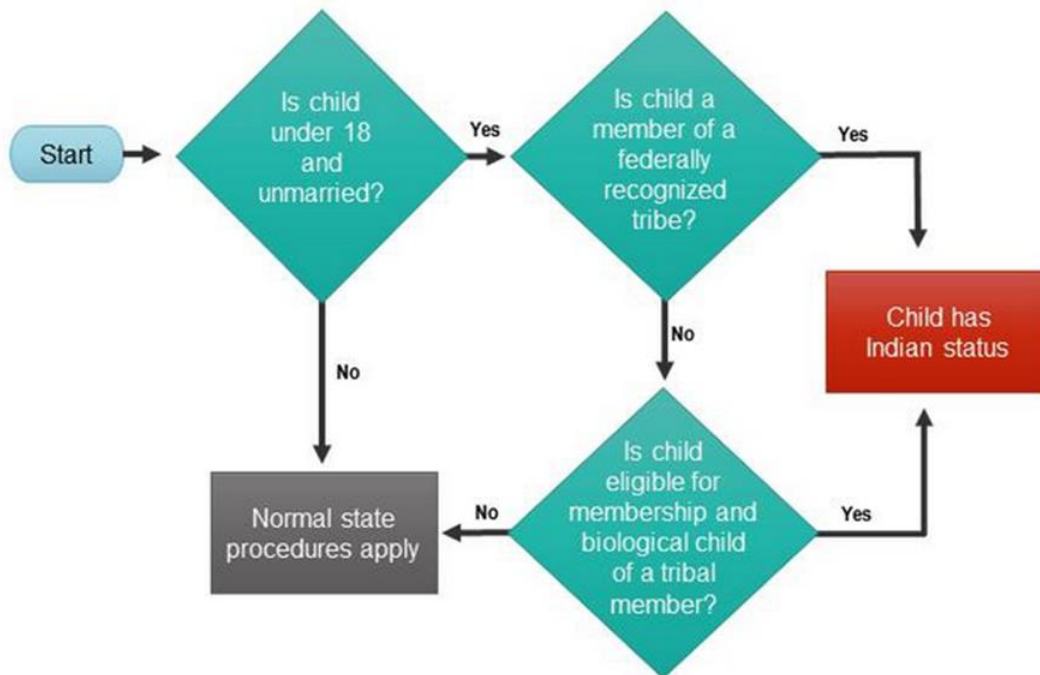 Start
Is child
under 18
and
unmarried?
Yes
Is child a
member of a
federally
recognized
tribe?
Yes
Child has
Indian status
No
No
Normal state
procedures apply
No
Is child
eligible for
membership and
biological child
of a tribal
member?
Yes